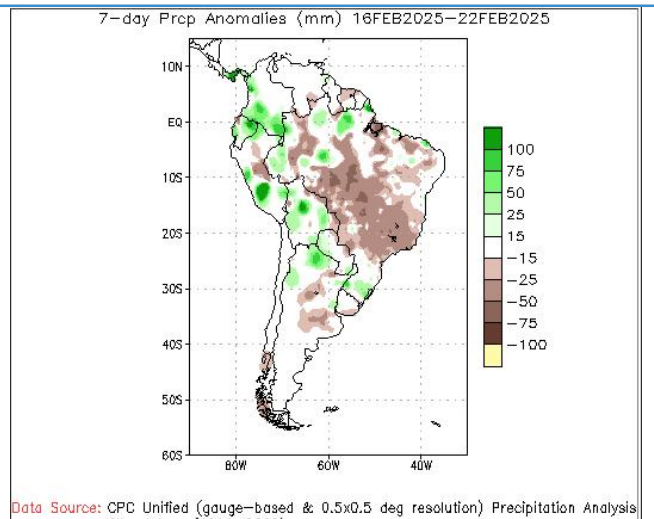 7-day Prcp Anomalies (mm) 16FEB2025-22FEB2025
10N
EQ
10S
20S
30S
40S
50S
60S
80W 60W 40W
100
75
50
25
15
-15
-25
-50
-75
-100
Data Source: CPC Unified (gauge-based & 0.5x0.5 deg resolution) Precipitation Analysis